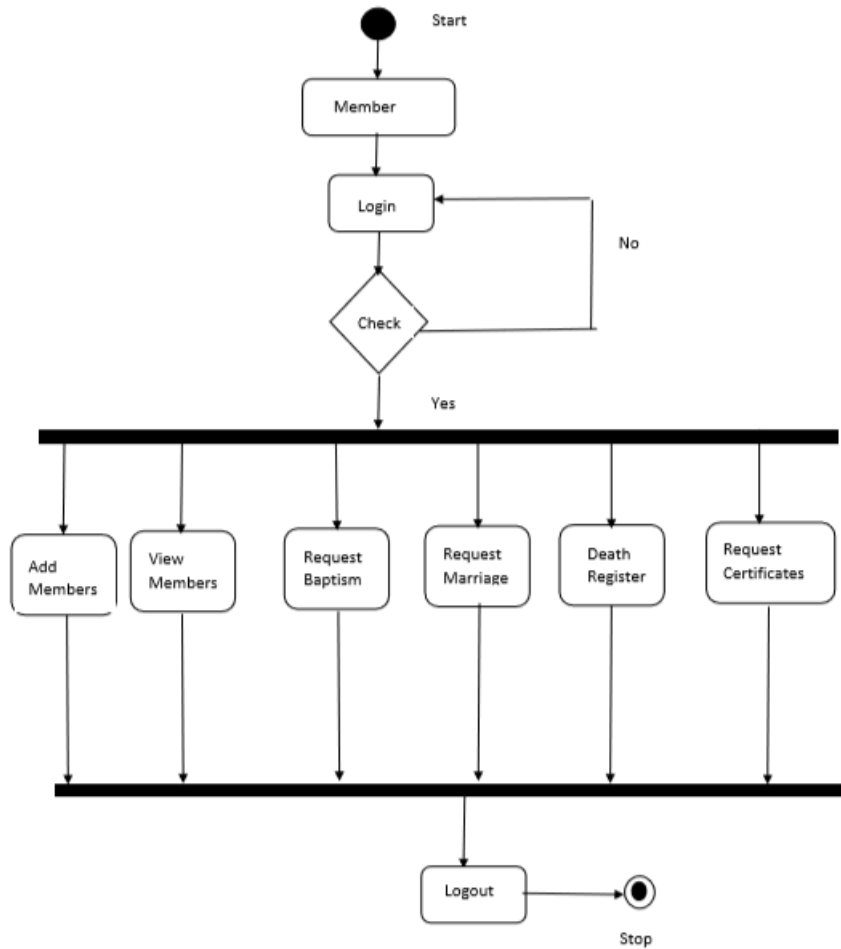 Start
Member
Login
No
Check
Yes
Add
Members
View
Members
Request
Baptism
Request
Marriage
Death
Register
Request
Certificates
Logout
Stop